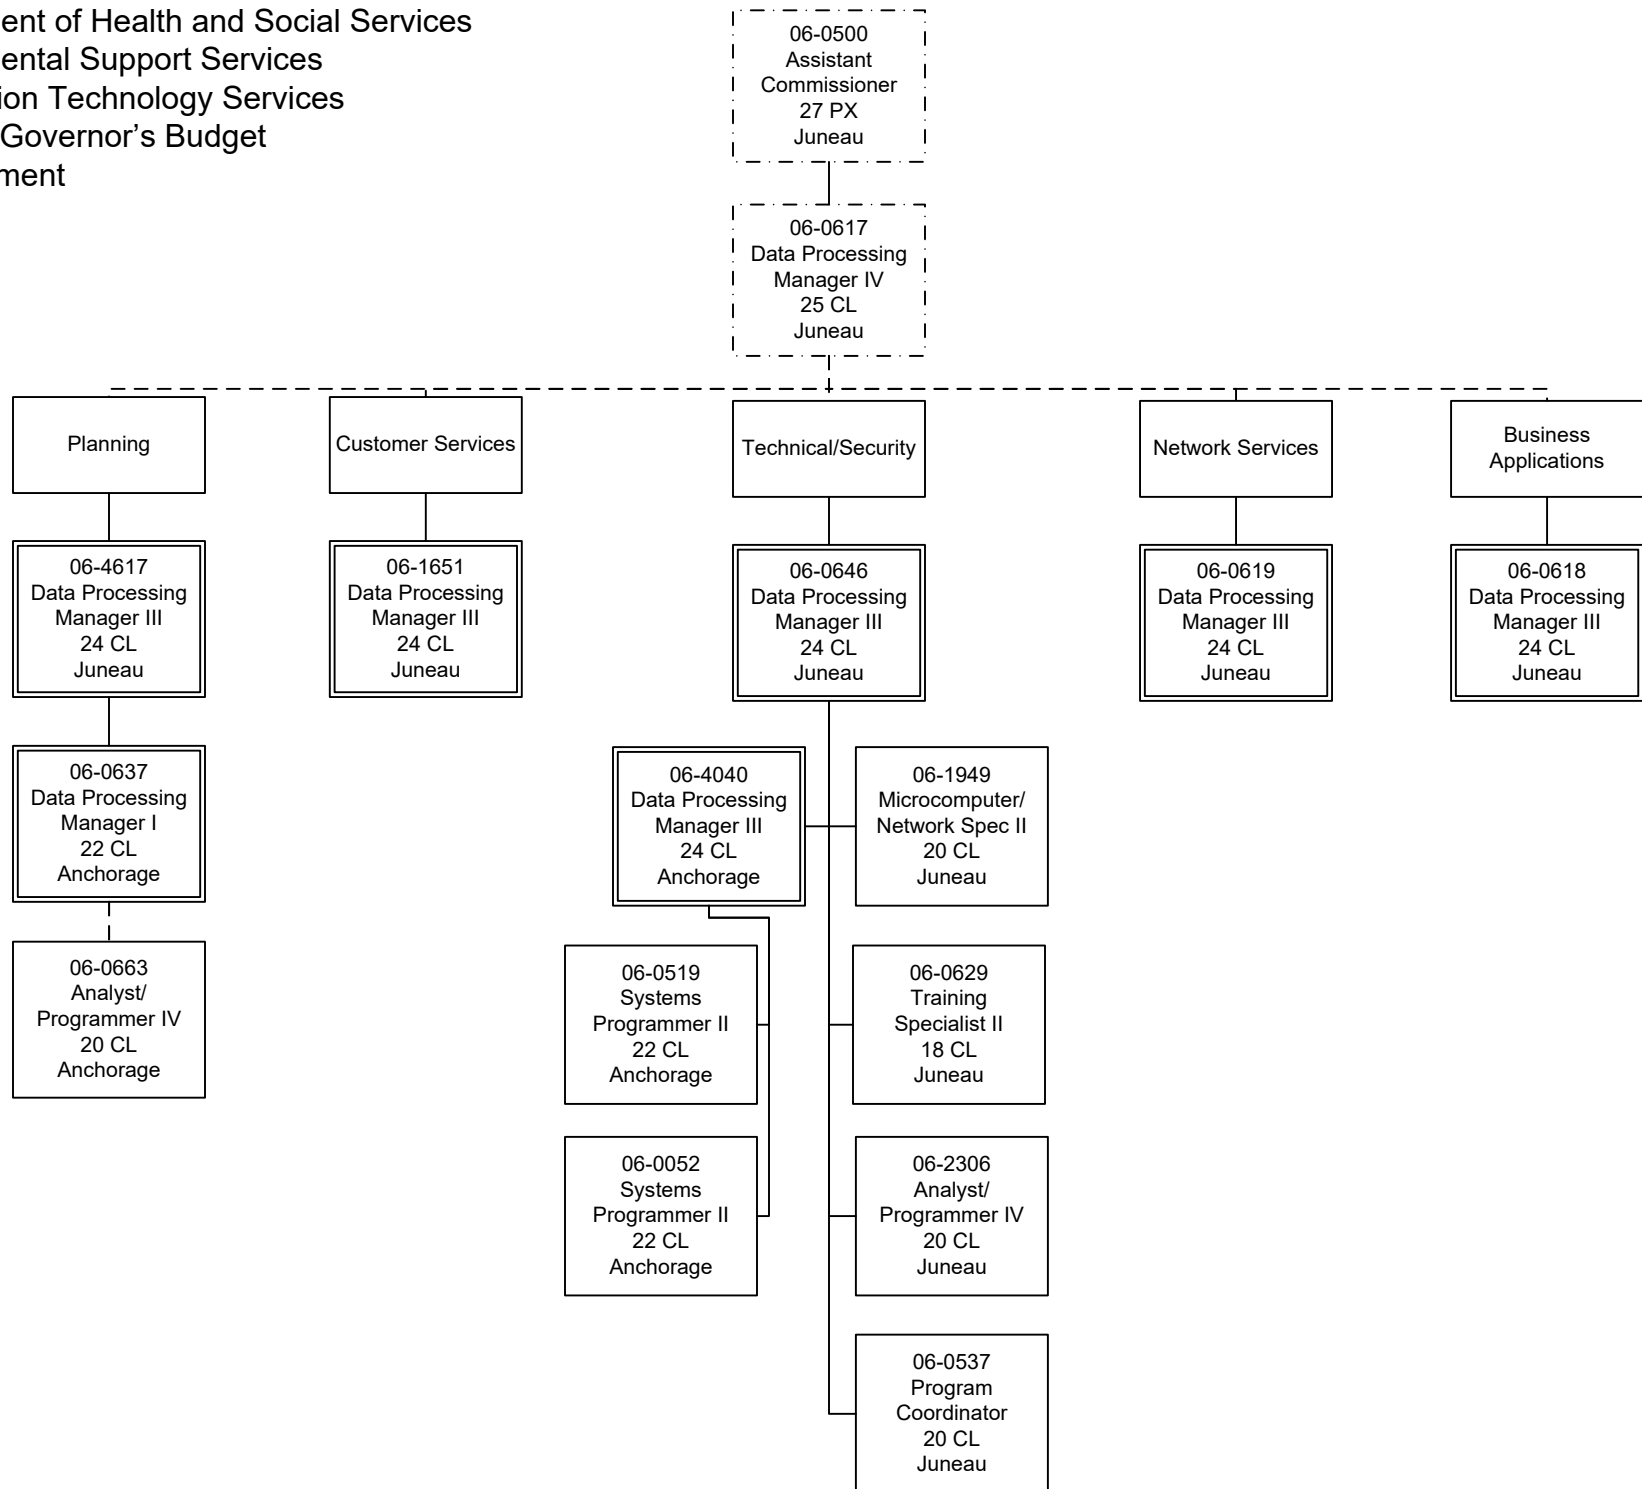 ent of Health and Social Services
ental Support Services
ion Technology Services
Governor’s Budget
ment
06-0500
Assistant
Commissioner
27 PX
Juneau
06-0617
Data Processing
Manager IV
25 CL
Juneau
Planning
Customer Services
Technical/Security
Network Services
Business
Applications
06-4617
Data Processing
Manager III
24 CL
Juneau
06-1651
Data Processing
Manager III
24 CL
Juneau
06-0646
Data Processing
Manager III
24 CL
Juneau
06-0619
Data Processing
Manager III
24 CL
Juneau
06-0618
Data Processing
Manager III
24 CL
Juneau
06-0637
Data Processing
Manager I
22 CL
Anchorage
06-4040
Data Processing
Manager III
24 CL
Anchorage
06-1949
Microcomputer/
Network Spec II
20 CL
Juneau
06-0663
Analyst/
Programmer IV
20 CL
Anchorage
06-0519
Systems
Programmer II
22 CL
Anchorage
06-0629
Training
Specialist II
18 CL
Juneau
06-0052
Systems
Programmer II
22 CL
Anchorage
06-2306
Analyst/
Programmer IV
20 CL
Juneau
06-0537
Program
Coordinator
20 CL
Juneau